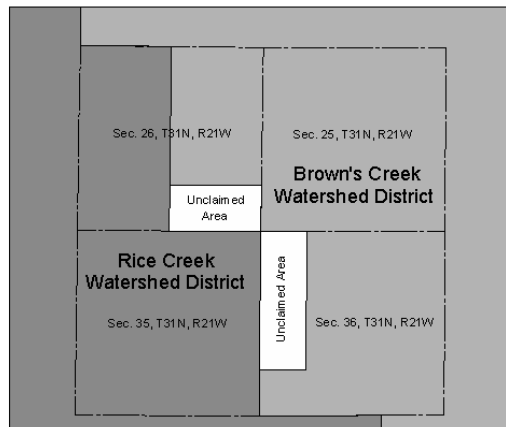 Sec. 26, T31N, R21W
Sec. 25, T31N, R21W
Brown's Creek
Watershed District
Unclaimed
Area
Rice Creek
Watershed District
Unclaimed Area
Sec. 35, T31N, R21W
Sec. 36, T31N, R21W